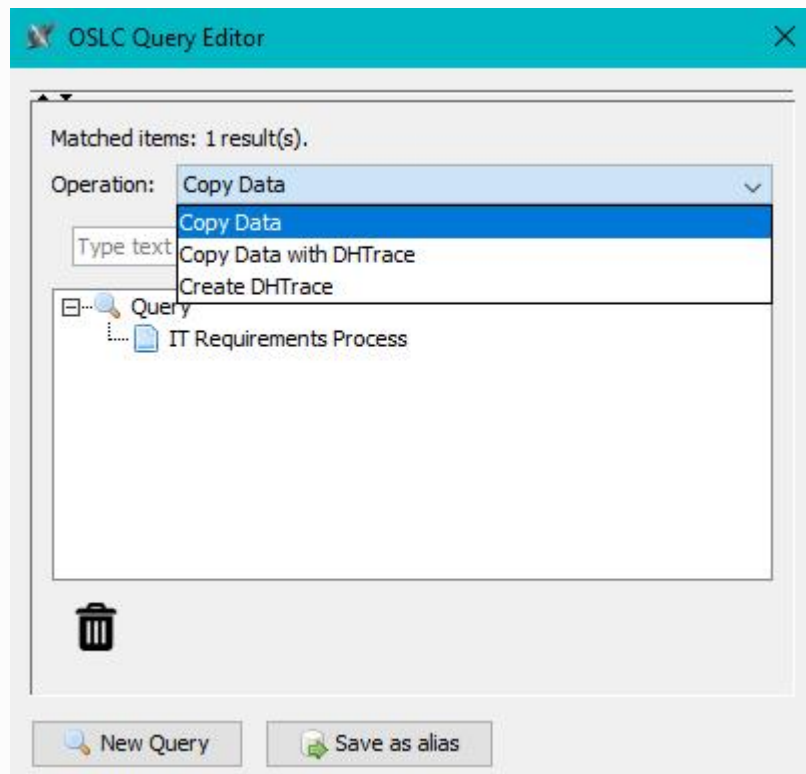 OSLC Query Editor
Matched items: 1 result(s).
Operation: Copy Data
Copy Data
Type text
Copy Data with DHTrace
Create DHTrace
Query
IT Requirements Process
New Query Save as alias